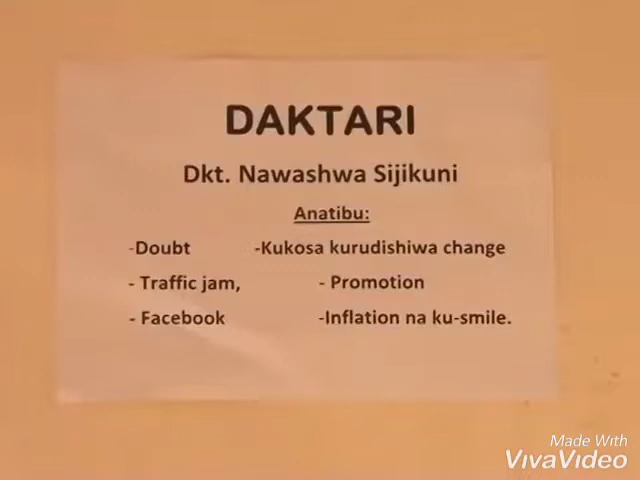 DAKTARI
Dkt. Nawashwa Sijikuni
Anatibu:
-Doubt -Kukosa kurudishiwa change
- Traffic jam, - Promotion
- Facebook -Inflation na ku-smile.
Made With
VivaVideo